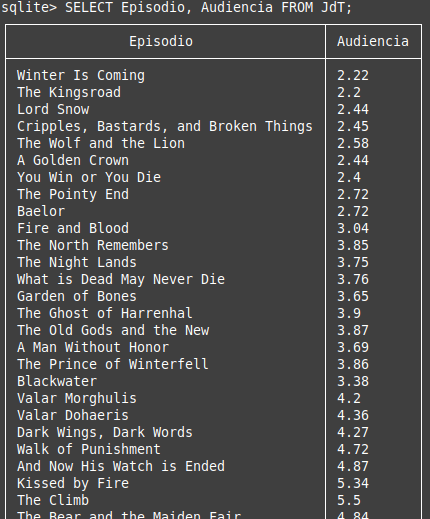 sqlite> SELECT Episodio, Audiencia FROM JdT;
Episodio Audiencia
Winter Is Coming 2.22
The Kingsroad 2.2
Lord Snow 2.44
Cripples, Bastards, and Broken Things 2.45
The Wolf and the Lion 2.58
A Golden Crown 2.44
You Win or You Die 2.4
The Pointy End 2.72
Baelor 2.72
Fire and Blood 3.04
The North Remembers 3.85
The Night Lands 3.75
What is Dead May Never Die 3.76
Garden of Bones 3.65
The Ghost of Harrenhal 3.9
The Old Gods and the New 3.87
A Man Without Honor 3.69
The Prince of Winterfell 3.86
Blackwater 3.38
Valar Morghulis 4.2
Valar Dohaeris 4.36
Dark Wings, Dark Words 4.27
Walk of Punishment 4.72
And Now His Watch is Ended 4.87
Kissed by Fire 5.34
The Climb 5.5
The Bear and the Maiden Fair 4.84